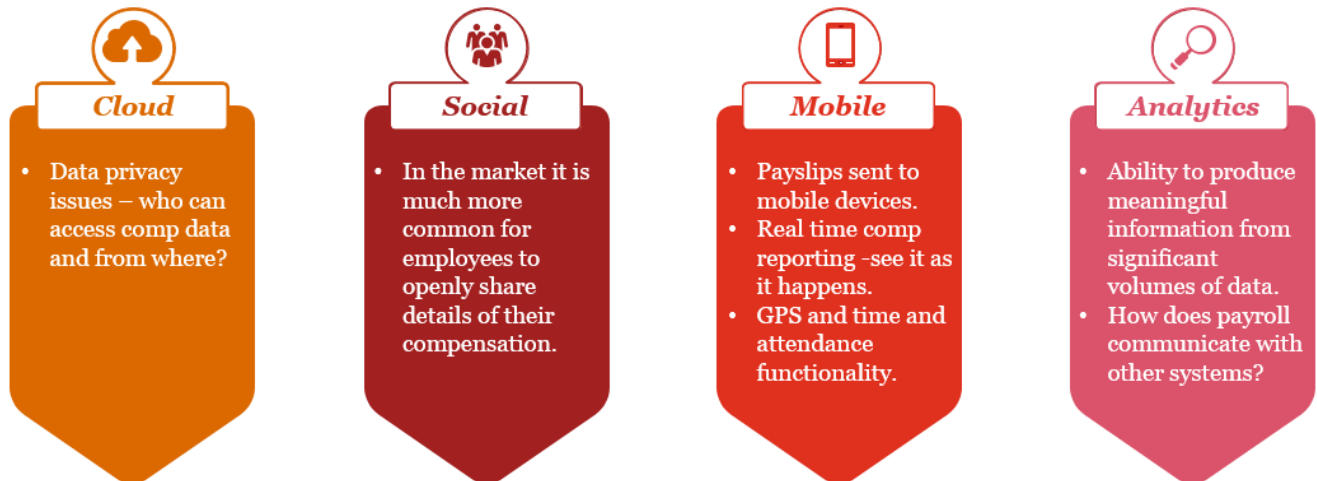 Cloud
• Data privacy
issues – who can
access comp data
and from where?
Social
• In the market it is
much more
common for
employees to
openly share
details of their
compensation.
Mobile
• Payslips sent to
mobile devices.
• Real time comp
reporting -see it as
it happens.
• GPS and time and
attendance
functionality.
Analytics
• Ability to produce
meaningful
information from
significant
volumes of data.
• How does payroll
communicate with
other systems?